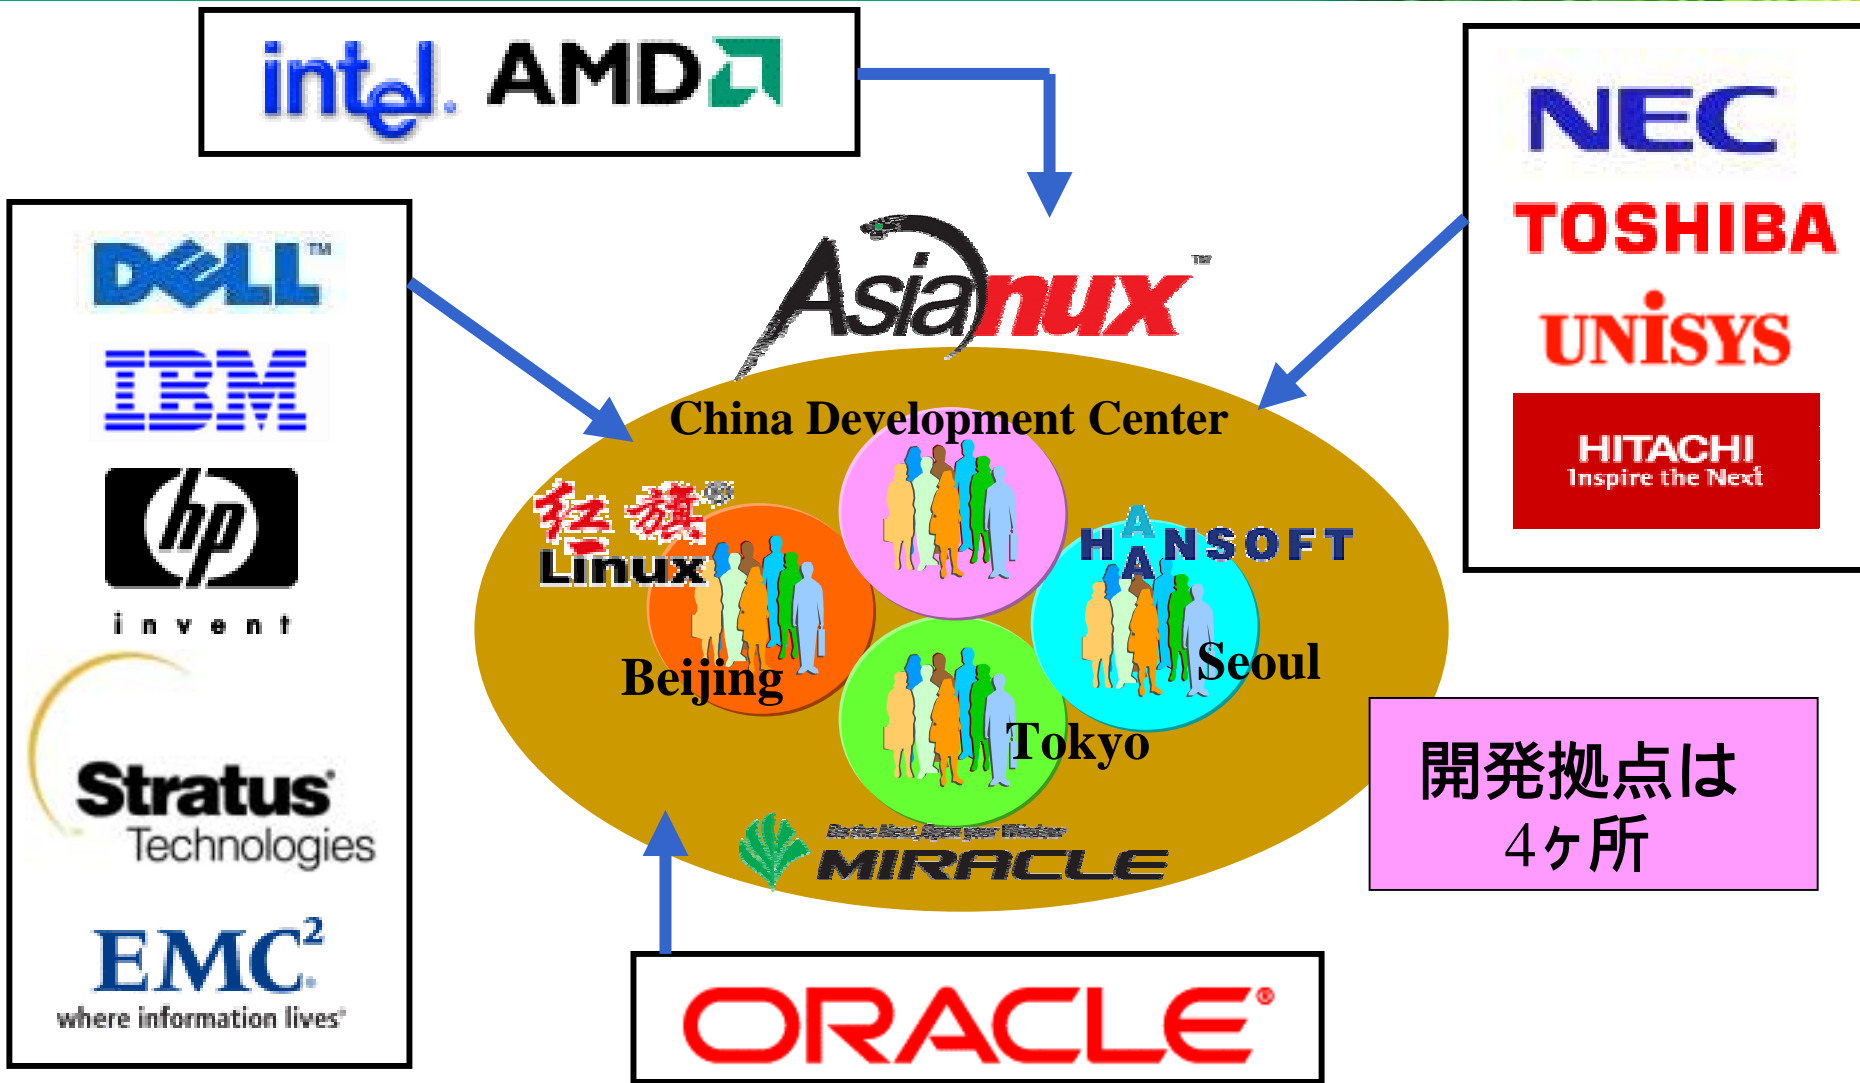 intel. AMD
NEC
TOSHIBA
UNISYS
HITACHI
Inspire the Next
DELL™
IBM
hp
invent
Stratus
Technologies
EMC²
where information lives®
Asianux™
China Development Center
红旗®
Linux
HAANSOFT
Beijing
Seoul
Tokyo
MIRACLE
開発拠点は
4ヶ所
ORACLE®